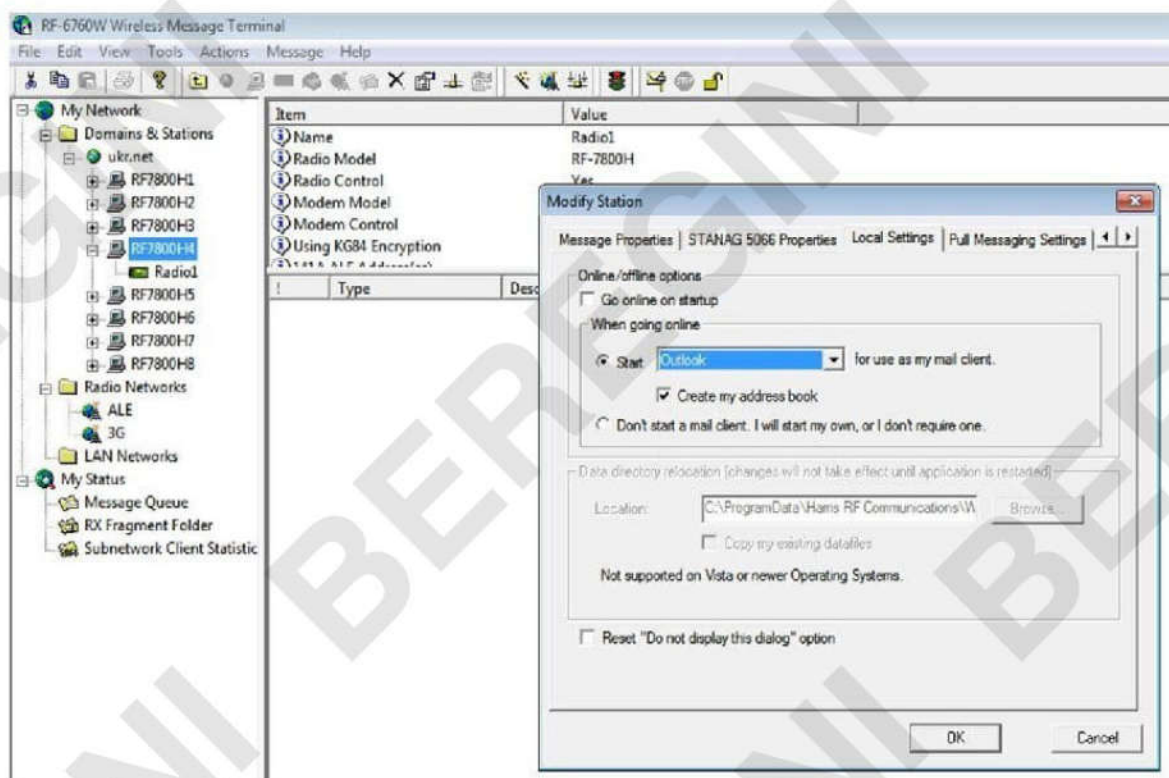 RF-6760W Wireless Message Terminal
File Edit View Tools Actions Message Help
My Network
Domains & Stations
ukr.net
RF7800H1
RF7800H2
RF7800H3
RF7800H4
Radio1
RF7800H5
RF7800H6
RF7800H7
RF7800H8
Radio Networks
ALE
3G
LAN Networks
My Status
Message Queue
RX Fragment Folder
Subnetwork Client Statistic
Item Value
Name Radio1
Radio Model RF-7800H
Radio Control Yes
Modem Model
Modem Control
Using KG84 Encryption
! Type Desc
Modify Station
Message Properties STANAG 5066 Properties Local Settings Pull Messaging Settings
Online/offline options
Go online on startup
When going online
Start Outlook for use as my mail client.
Create my address book
Don't start a mail client. I will start my own, or I don't require one.
Data directory relocation (changes will not take effect until application is restarted)
Location: C:\ProgramData\Harris RF Communications\W Browse...
Copy my existing datafiles
Not supported on Vista or newer Operating Systems.
Reset "Do not display this dialog" option
OK Cancel
BEREGINI